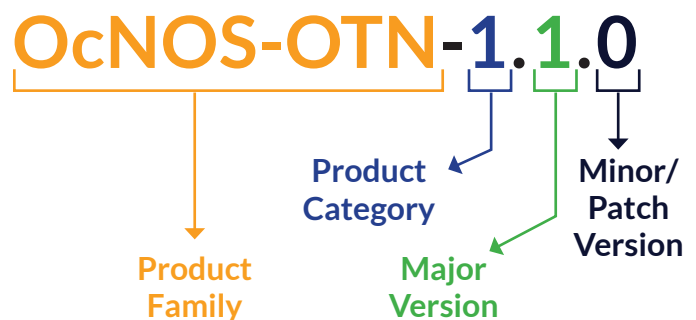 OcNOS-OTN-1.1.0
Product
Category
Minor/
Patch
Version
Product
Family
Major
Version